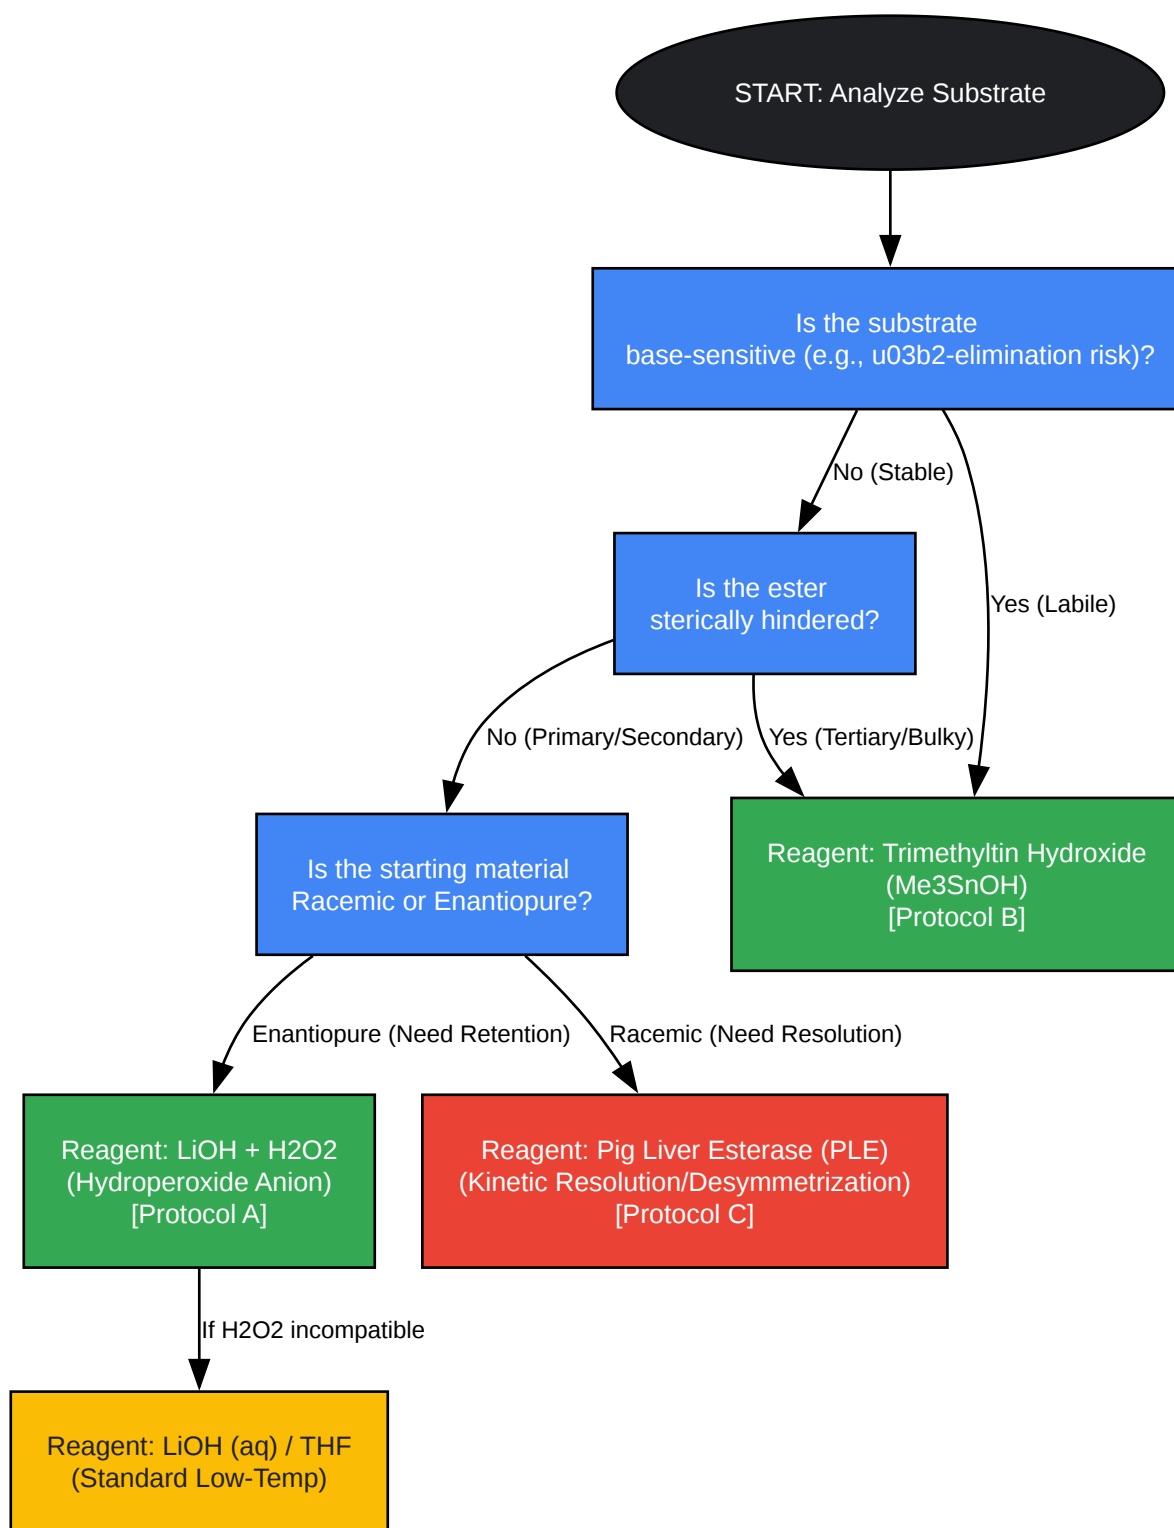 START: Analyze Substrate
Is the substrate
base-sensitive (e.g., u03b2-elimination risk)?
No (Stable)
Yes (Labile)
Is the ester
sterically hindered?
No (Primary/Secondary)
Yes (Tertiary/Bulky)
Reagent: Trimethyltin Hydroxide
(Me3SnOH)
[Protocol B]
Is the starting material
Racemic or Enantiopure?
Enantiopure (Need Retention)
Racemic (Need Resolution)
Reagent: LiOH + H2O2
(Hydroperoxide Anion)
[Protocol A]
Reagent: Pig Liver Esterase (PLE)
(Kinetic Resolution/Desymmetrization)
[Protocol C]
If H2O2 incompatible
Reagent: LiOH (aq) / THF
(Standard Low-Temp)